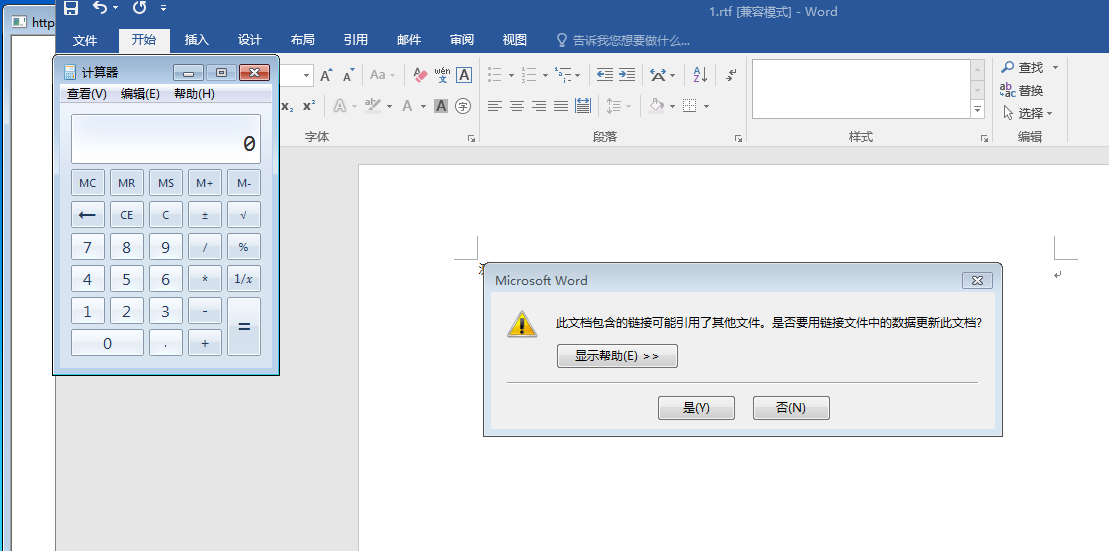 http
1.rtf [兼容模式] - Word
文件 开始 插入 设计 布局 引用 邮件 审阅 视图 告诉我您想要做什么...
计算器
查看(V) 编辑(E) 帮助(H)
0
MC MR MS M+ M-
← CE C ± √
7 8 9 / %
4 5 6 * 1/x
1 2 3 - =
0 . +
Aa wén 文 A
x₂ x² A aby A A 字
字体
段落
样式
查找
替换
选择
编辑
Microsoft Word
此文档包含的链接可能引用了其他文件。是否要用链接文件中的数据更新此文档?
显示帮助(E) >>
是(Y) 否(N)